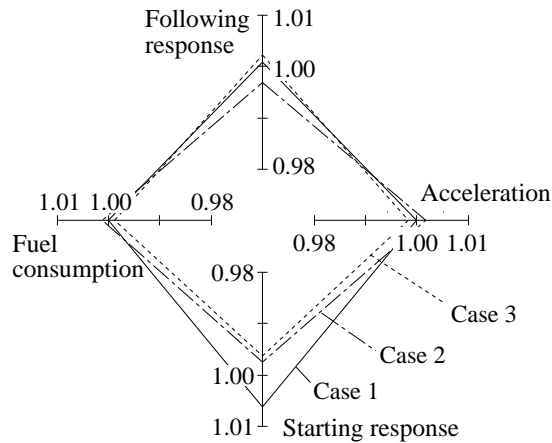 Following
response
1.01
1.00
0.98
Acceleration
1.01 1.00 0.98
0.98 1.00 1.01
Fuel
consumption
0.98
Case 3
Case 2
1.00
Case 1
1.01
Starting response